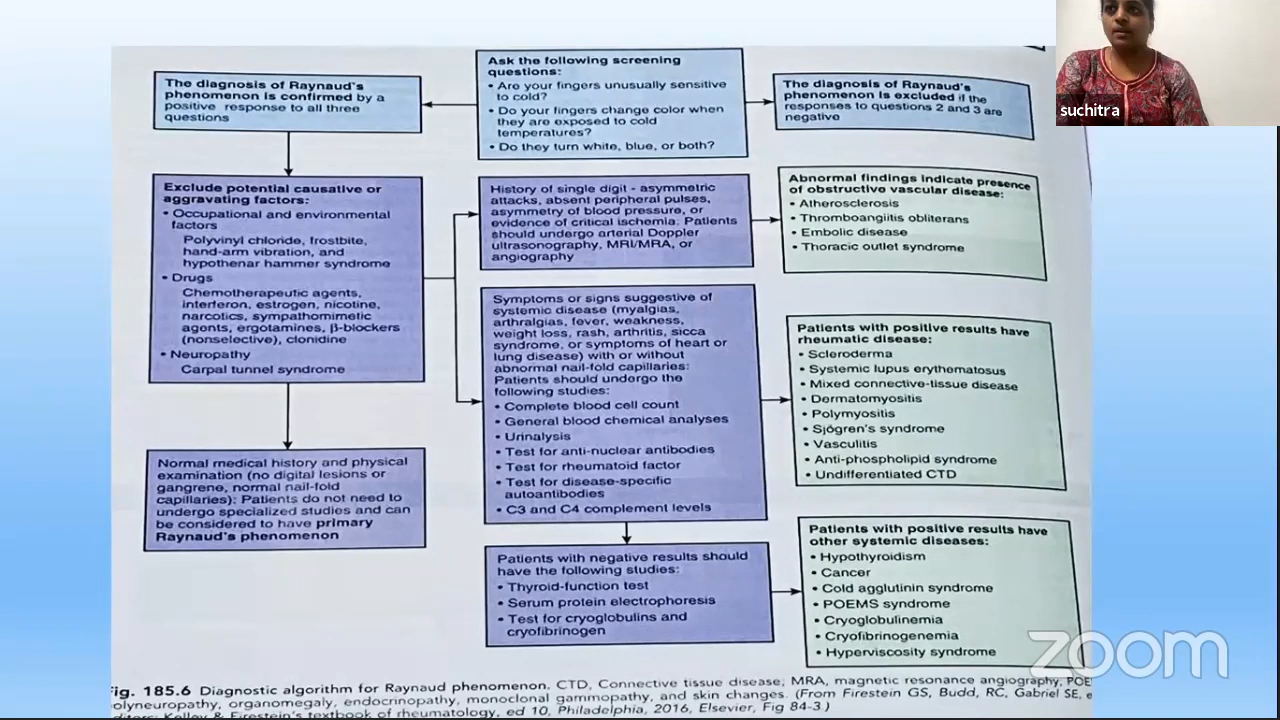 Ask the following screening
questions:
• Are your fingers unusually sensitive
to cold?
• Do your fingers change color when
they are exposed to cold
temperatures?
• Do they turn white, blue, or both?
The diagnosis of Raynaud's
phenomenon is confirmed by a
positive response to all three
questions
The diagnosis of Raynaud's
phenomenon is excluded if the
responses to questions 2 and 3 are
negative
suchitra
Exclude potential causative or
aggravating factors:
• Occupational and environmental
factors
Polyvinyl chloride, frostbite,
hand-arm vibration, and
hypothenar hammer syndrome
• Drugs
Chemotherapeutic agents,
interferon, estrogen, nicotine,
narcotics, sympathomimetic
agents, ergotamines, β-blockers
(nonselective), clonidine
• Neuropathy
Carpal tunnel syndrome
History of single digit - asymmetric
attacks, absent peripheral pulses,
asymmetry of blood pressure, or
evidence of critical ischemia: Patients
should undergo arterial Doppler
ultrasonography, MRI/MRA, or
angiography
Abnormal findings indicate presence
of obstructive vascular disease:
• Atherosclerosis
• Thromboangiitis obliterans
• Embolic disease
• Thoracic outlet syndrome
Symptoms or signs suggestive of
systemic disease (myalgias,
arthralgias, fever, weakness,
weight loss, rash, arthritis, sicca
syndrome, or symptoms of heart or
lung disease) with or without
abnormal nail-fold capillaries:
Patients should undergo the
following studies:
• Complete blood cell count
• General blood chemical analyses
• Urinalysis
• Test for anti-nuclear antibodies
• Test for rheumatoid factor
• Test for disease-specific
autoantibodies
• C3 and C4 complement levels
Patients with positive results have
rheumatic disease:
• Scleroderma
• Systemic lupus erythematosus
• Mixed connective-tissue disease
• Dermatomyositis
• Polymyositis
• Sjögren's syndrome
• Vasculitis
• Anti-phospholipid syndrome
• Undifferentiated CTD
Normal medical history and physical
examination (no digital lesions or
gangrene, normal nail-fold
capillaries): Patients do not need to
undergo specialized studies and can
be considered to have primary
Raynaud's phenomenon
Patients with negative results should
have the following studies:
• Thyroid-function test
• Serum protein electrophoresis
• Test for cryoglobulins and
cryofibrinogen
Patients with positive results have
other systemic diseases:
• Hypothyroidism
• Cancer
• Cold agglutinin syndrome
• POEMS syndrome
• Cryoglobulinemia
• Cryofibrinogenemia
• Hyperviscosity syndrome
zoom
ig. 185.6 Diagnostic algorithm for Raynaud phenomenon. CTD, Connective tissue disease; MRA, magnetic resonance angiography; POE
olyneuropathy, organomegaly, endocrinopathy, monoclonal gammopathy, and skin changes. (From Firestein GS, Budd, RC, Gabriel SE, e
Kelley & Firestein's textbook of rheumatology, ed 10, Philadelphia, 2016, Elsevier, Fig 84-3.)